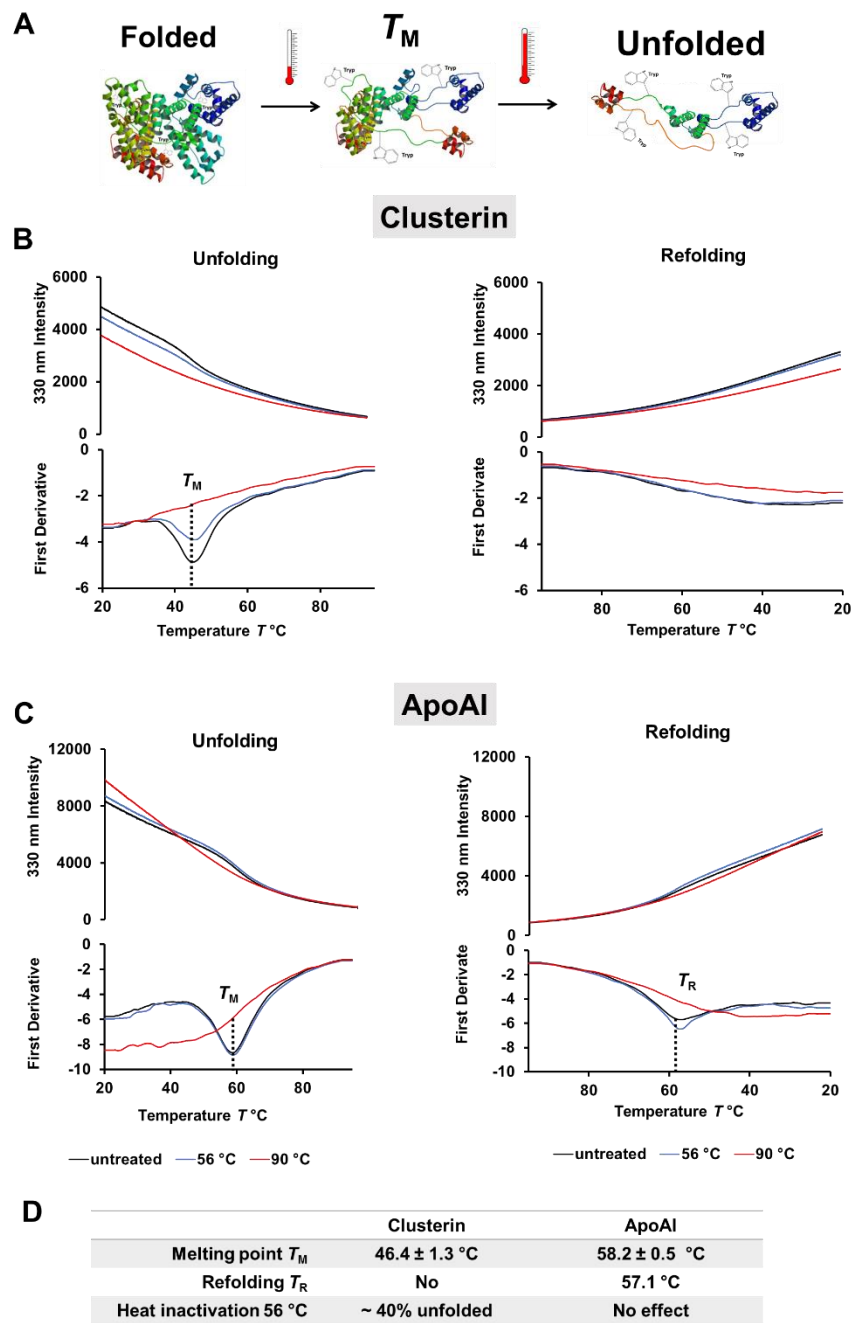 A
Folded
TM
Unfolded
Tryp
Tryp
Tryp
Tryp
Tryp
Tryp
Clusterin
B
Unfolding
Refolding
6000
4000
2000
0
330 nm Intensity
6000
4000
2000
0
330 nm Intensity
0
-2
-4
-6
First Derivative
TM
20 40 60 80
Temperature T °C
0
-2
-4
-6
First Derivate
80 60 40 20
Temperature T °C
C
ApoAI
Unfolding
Refolding
12000
8000
4000
0
330 nm Intensity
12000
8000
4000
0
330 nm Intensity
0
-2
-4
-6
-8
-10
First Derivative
TM
20 40 60 80
Temperature T °C
0
-2
-4
-6
-8
-10
First Derivate
TR
80 60 40 20
Temperature T °C
untreated 56 °C 90 °C
untreated 56 °C 90 °C
D
Clusterin ApoAI
Melting point TM 46.4 ± 1.3 °C 58.2 ± 0.5 °C
Refolding TR No 57.1 °C
Heat inactivation 56 °C ~ 40% unfolded No effect